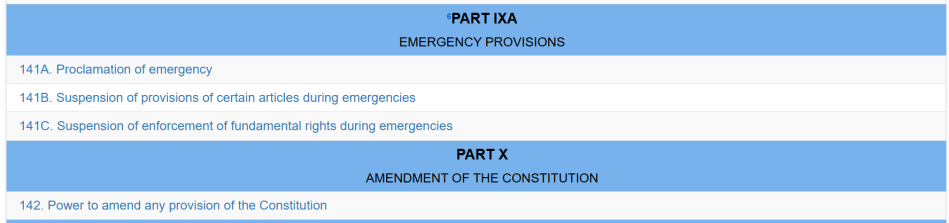 ⁶PART IXA
EMERGENCY PROVISIONS
141A. Proclamation of emergency
141B. Suspension of provisions of certain articles during emergencies
141C. Suspension of enforcement of fundamental rights during emergencies
PART X
AMENDMENT OF THE CONSTITUTION
142. Power to amend any provision of the Constitution